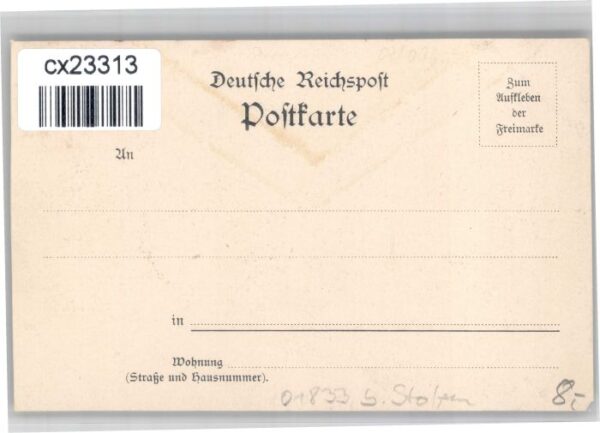 cx23313
Deutsche Reichspost
Postkarte
Zum
Aufkleben
der
Freimarke
An
in
Wohnung
(Straße und Hausnummer).
01833 b. Stolpen
8,-